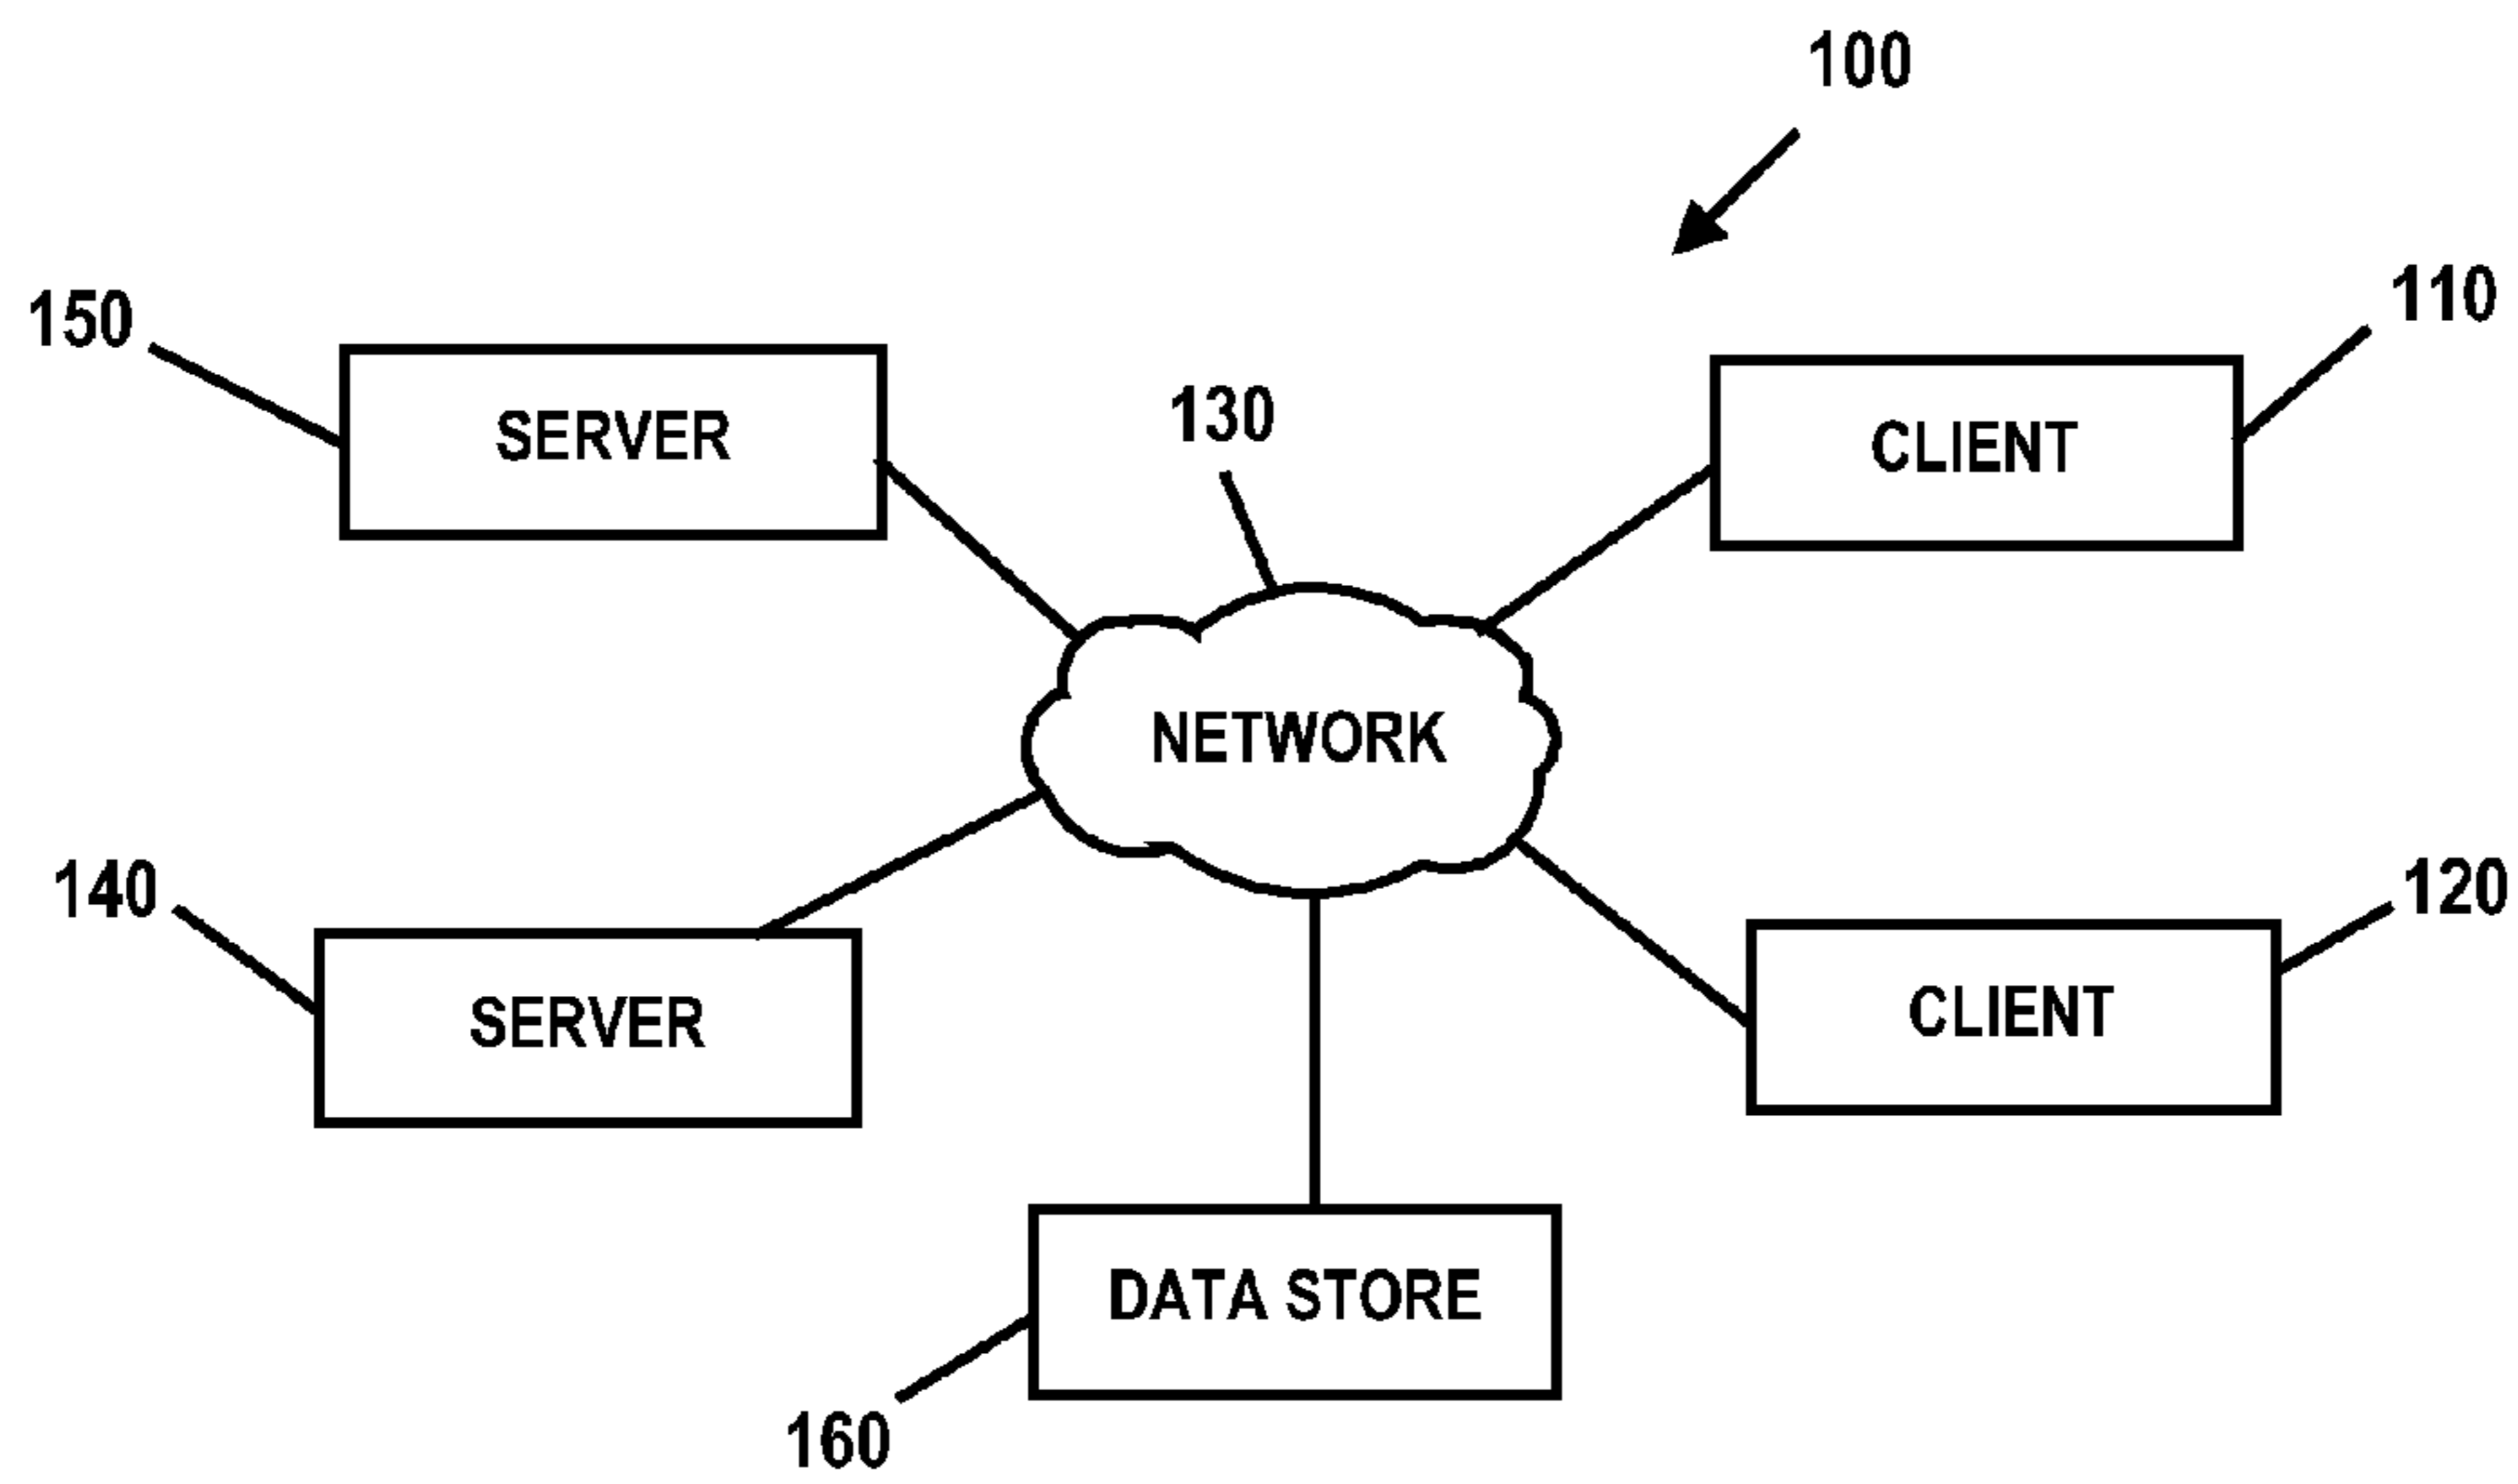 100
110
150
SERVER
130
CLIENT
NETWORK
140
120
SERVER
CLIENT
DATA STORE
160